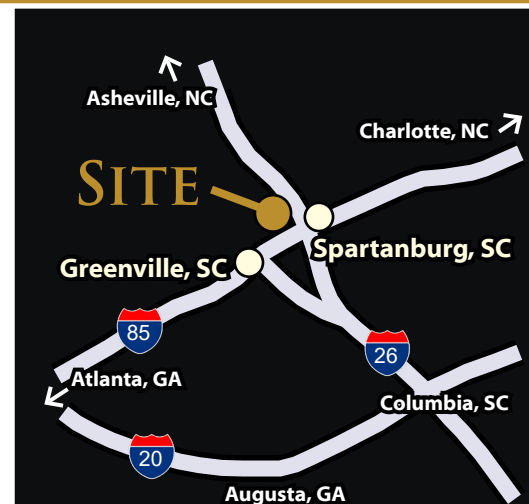 Asheville, NC
Charlotte, NC
SITE
Spartanburg, SC
Greenville, SC
85
26
Atlanta, GA
Columbia, SC
20
Augusta, GA